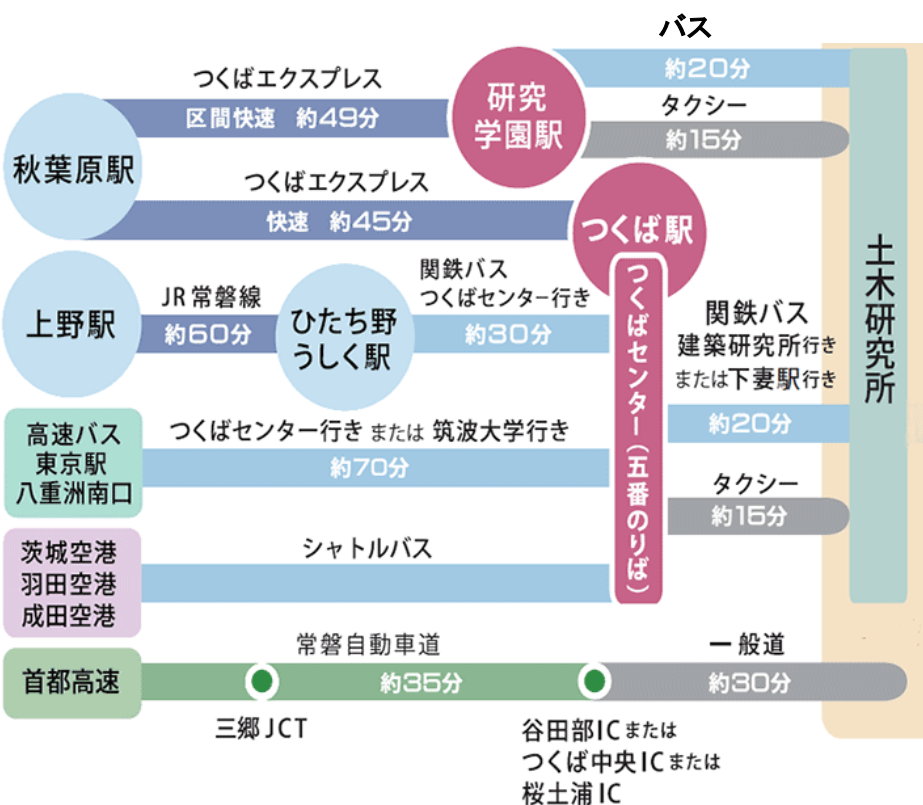 バス
約20分
つくばエクスプレス
区間快速 約49分
研究
学園駅
タクシー
約15分
秋葉原駅
つくばエクスプレス
快速 約45分
つくば駅
上野駅
JR常磐線
約60分
ひたち野
うしく駅
関鉄バス
つくばセンター行き
約30分
つくばセンター(五番のりば)
関鉄バス
建築研究所行き
または下妻駅行き
約20分
土木研究所
高速バス
東京駅
八重洲南口
つくばセンター行き または 筑波大学行き
約70分
タクシー
約15分
茨城空港
羽田空港
成田空港
シャトルバス
首都高速
常磐自動車道
約35分
一般道
約30分
三郷JCT
谷田部ICまたは
つくば中央ICまたは
桜土浦IC